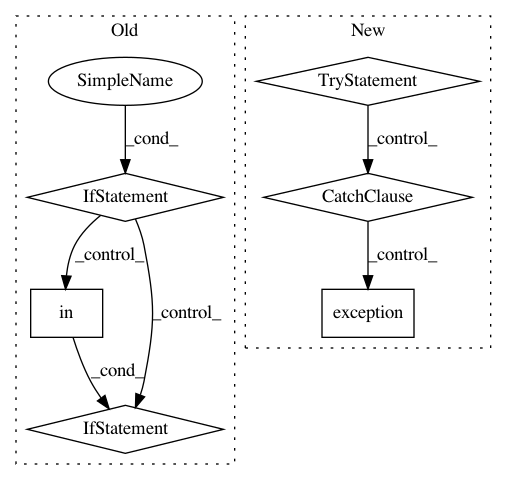 Old
New
SimpleName
TryStatement
_cond_
_control_
IfStatement
CatchClause
_control_
_control_
_control_
in
exception
_cond_
IfStatement